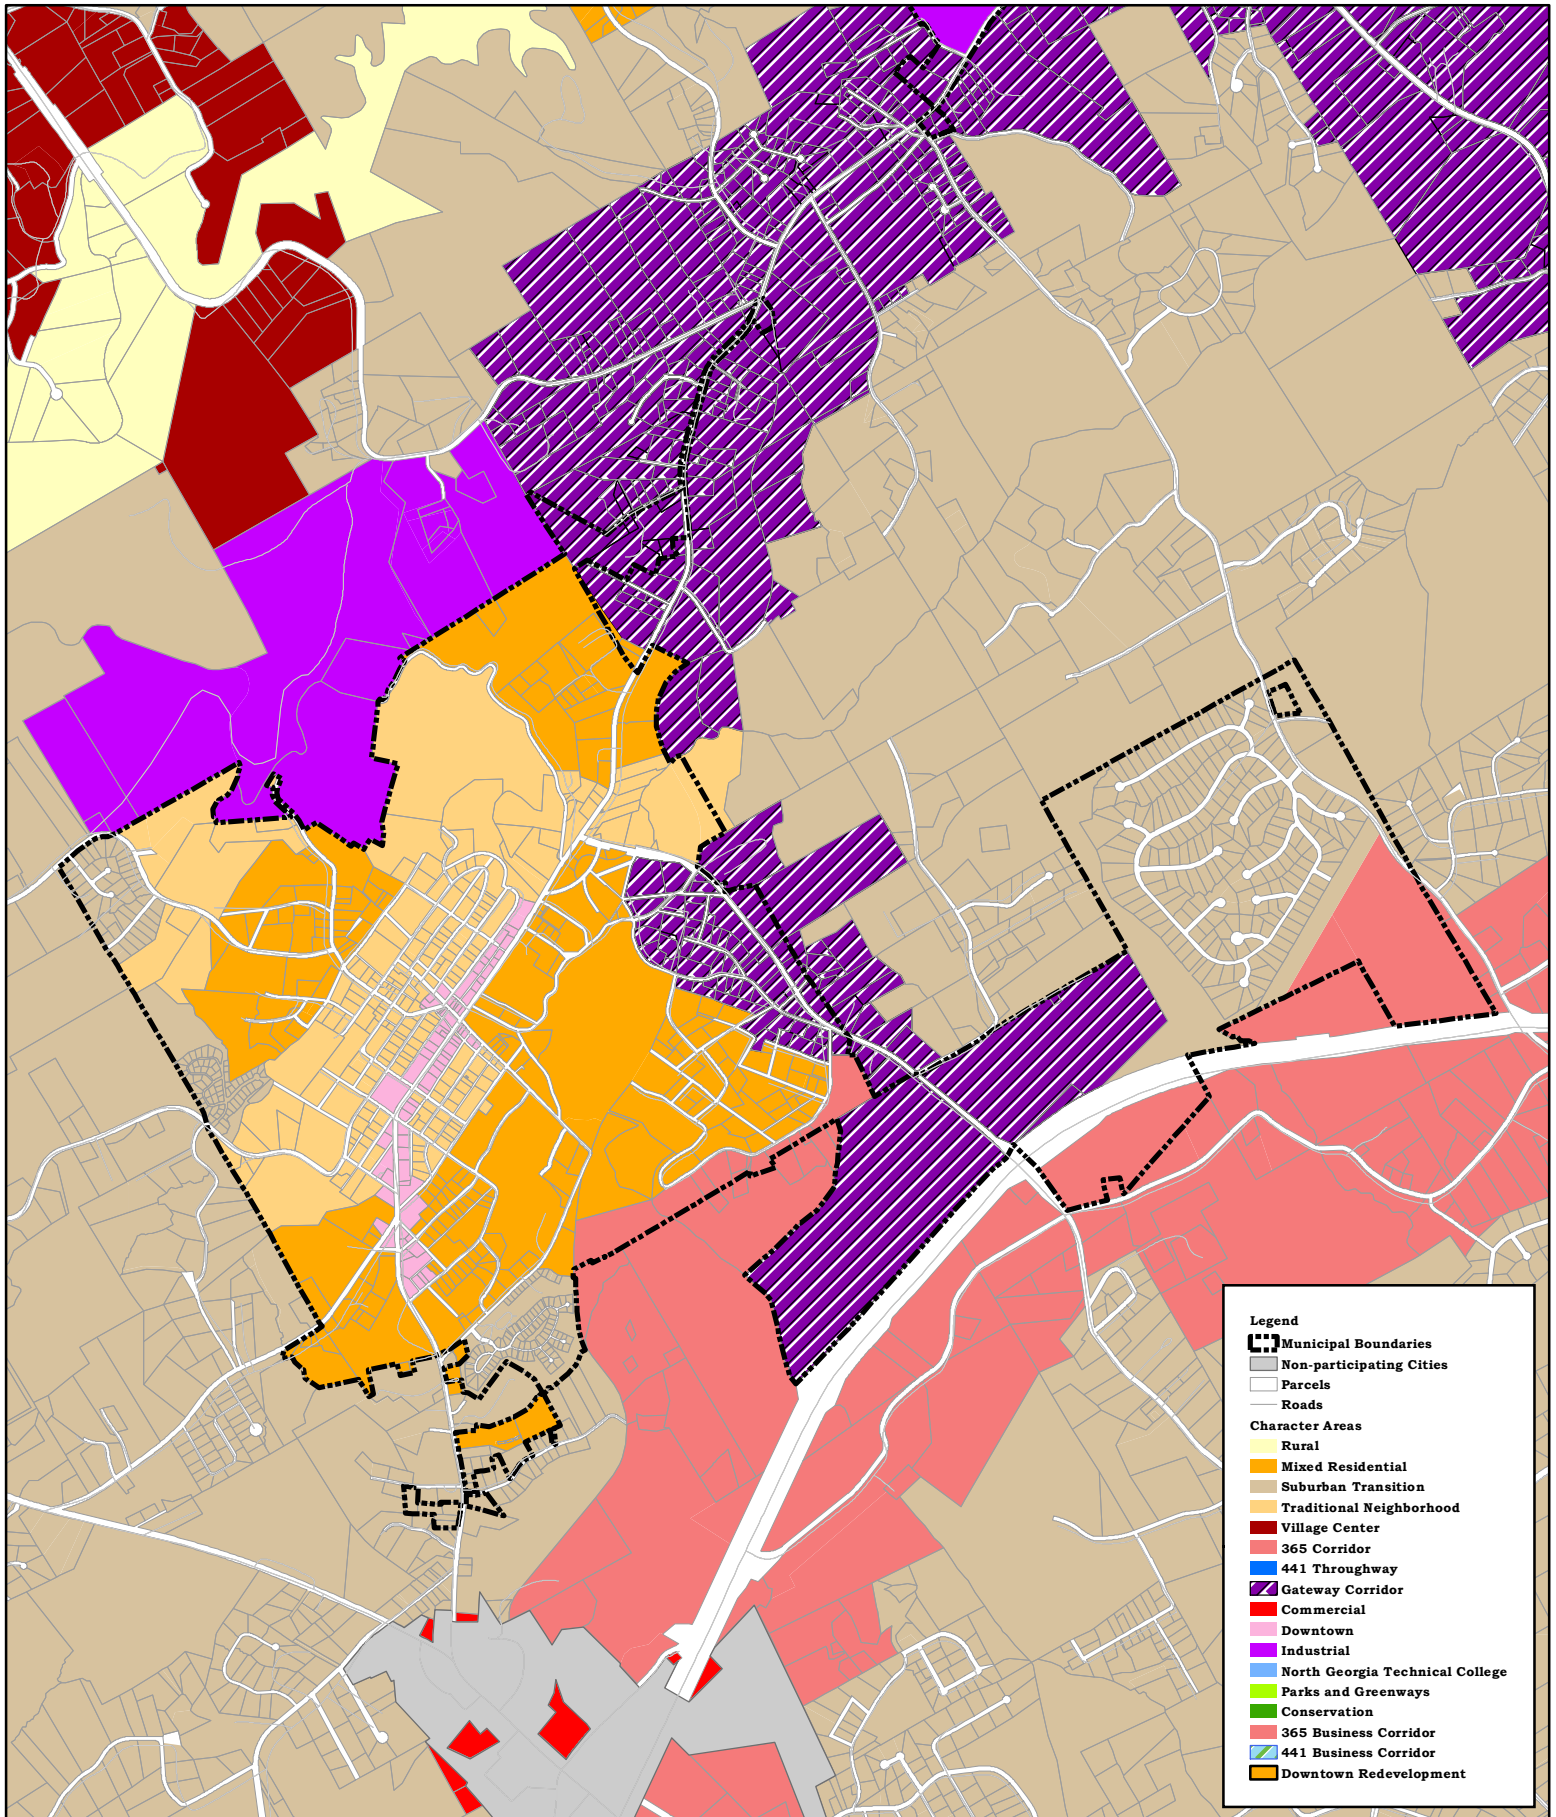 Legend
Municipal Boundaries
Non-participating Cities
Parcels
Roads
Character Areas
Rural
Mixed Residential
Suburban Transition
Traditional Neighborhood
Village Center
365 Corridor
441 Throughway
Gateway Corridor
Commercial
Downtown
Industrial
North Georgia Technical College
Parks and Greenways
Conservation
365 Business Corridor
441 Business Corridor
Downtown Redevelopment